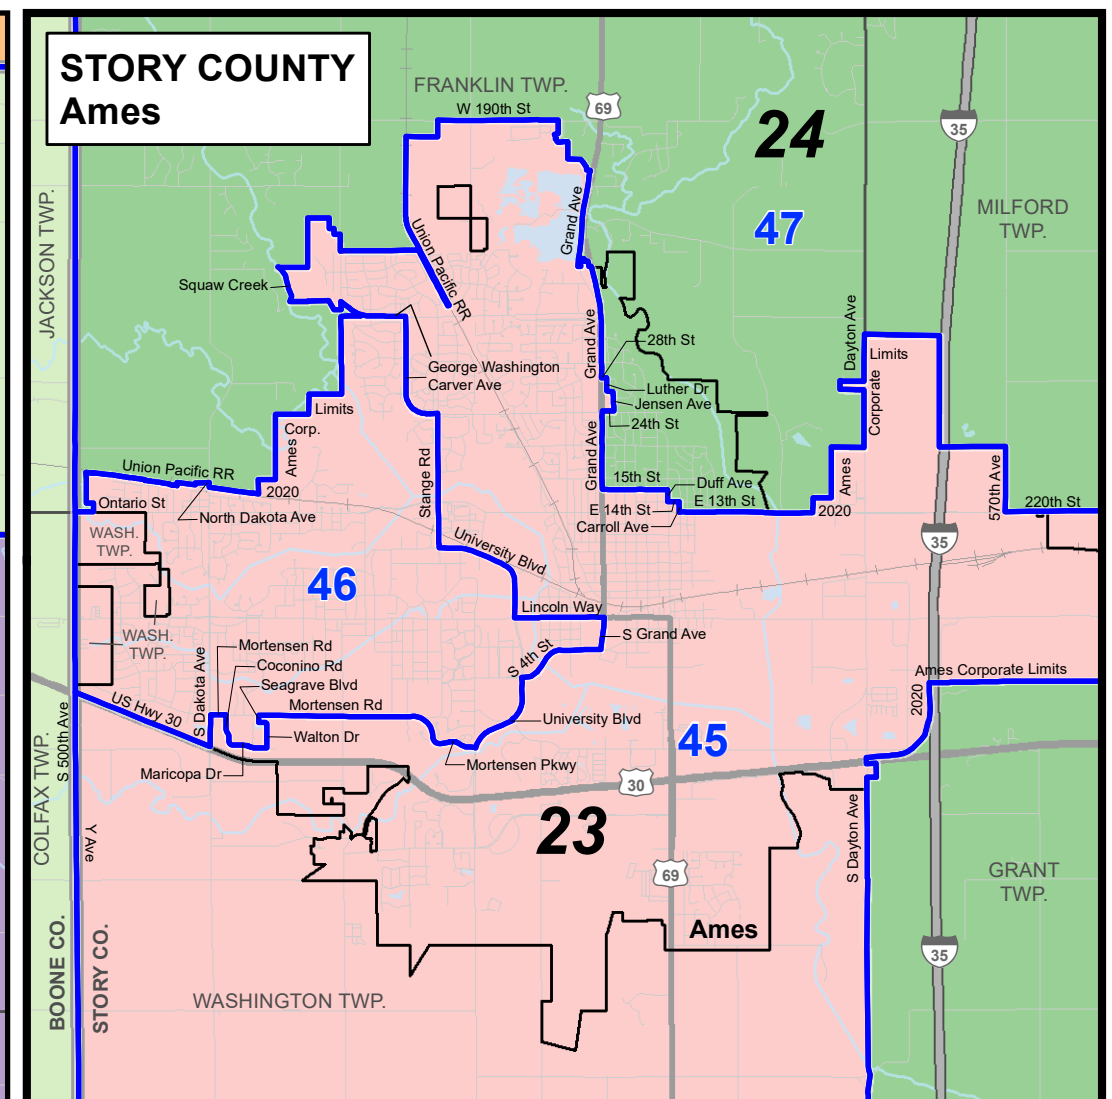 STORY COUNTY
Ames
FRANKLIN TWP.
W 190th St
69
24
35
JACKSON TWP.
MILFORD
TWP.
47
Grand Ave
Union Pacific RR
Squaw Creek
Grand Ave
28th St
Dayton Ave
Limits
George Washington
Carver Ave
Luther Dr
Jensen Ave
24th St
Corporate
Limits
Corp.
Ames
2020
Grand Ave
Union Pacific RR
Stange Rd
15th St
Duff Ave
E 14th St
E 13th St
Carroll Ave
Ames
2020
570th Ave
220th St
Ontario St
North Dakota Ave
WASH.
TWP.
University Blvd
35
46
Lincoln Way
WASH.
TWP.
S Grand Ave
S 4th St
Mortensen Rd
Coconino Rd
Seagrave Blvd
Mortensen Rd
S Dakota Ave
Ames Corporate Limits
2020
US Hwy 30
S 500th Ave
Walton Dr
University Blvd
45
Maricopa Dr
Mortensen Pkwy
30
COLFAX TWP.
Y Ave
23
S Dayton Ave
69
GRANT
TWP.
Ames
35
BOONE CO.
STORY CO.
WASHINGTON TWP.